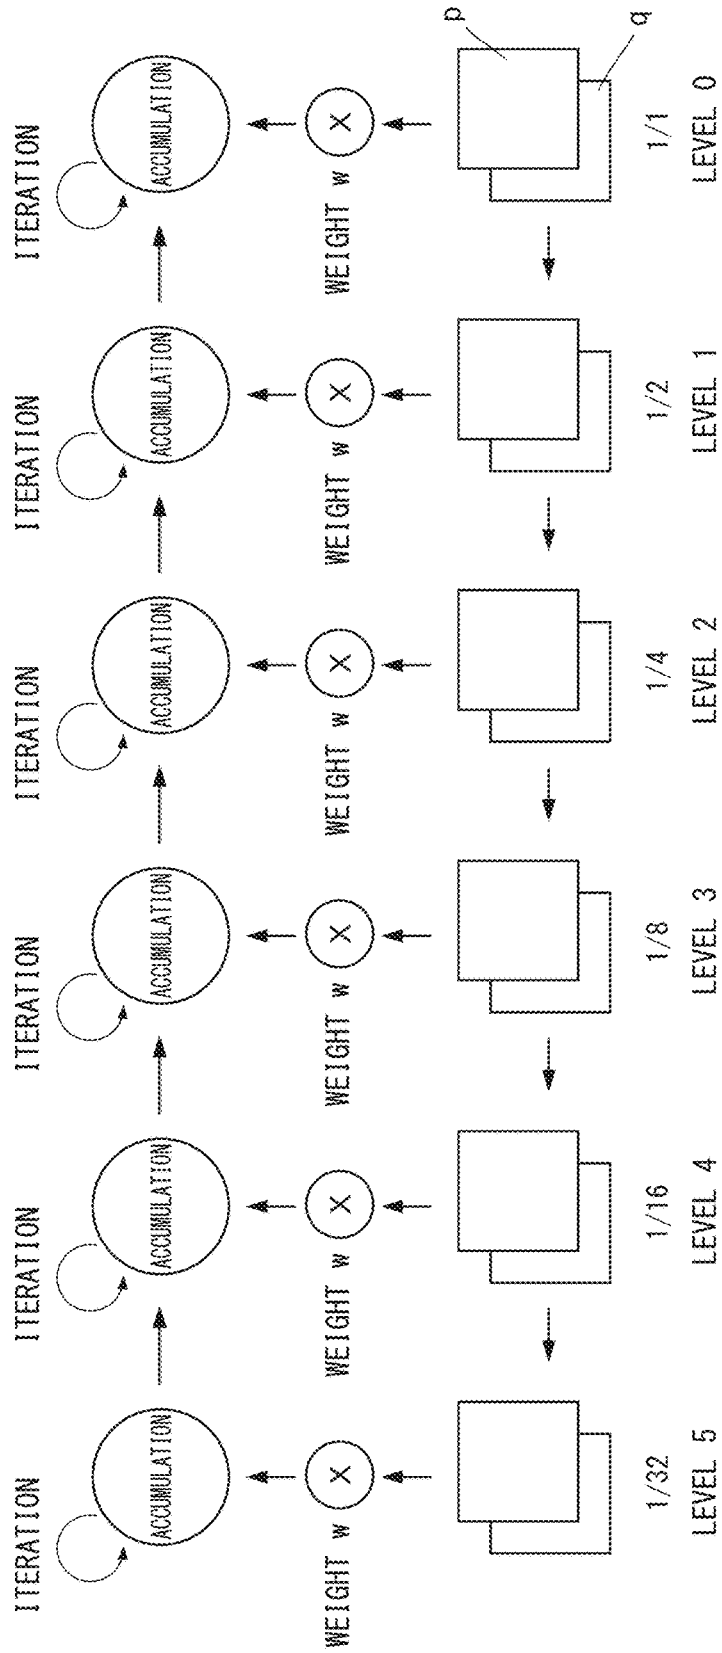 ITERATION
ITERATION
ITERATION
ITERATION
ITERATION
ITERATION
ACCUMULATION
ACCUMULATION
ACCUMULATION
ACCUMULATION
ACCUMULATION
ACCUMULATION
WEIGHT w X
WEIGHT w X
WEIGHT w X
WEIGHT w X
WEIGHT w X
WEIGHT w X
p
q
1/32
1/16
1/8
1/4
1/2
1/1
LEVEL 5
LEVEL 4
LEVEL 3
LEVEL 2
LEVEL 1
LEVEL 0